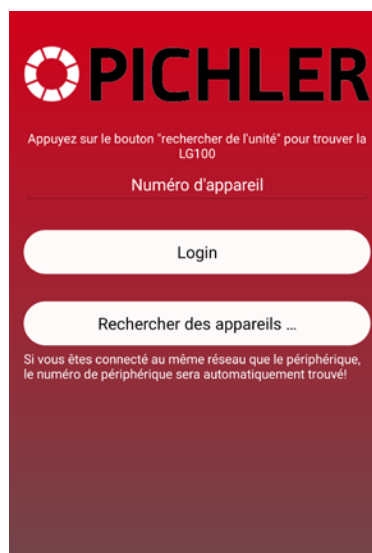 PICHLER
Appuyez sur le bouton "rechercher de l'unité" pour trouver la
LG100
Numéro d'appareil
Login
Rechercher des appareils ...
Si vous êtes connecté au même réseau que le périphérique,
le numéro de périphérique sera automatiquement trouvé!